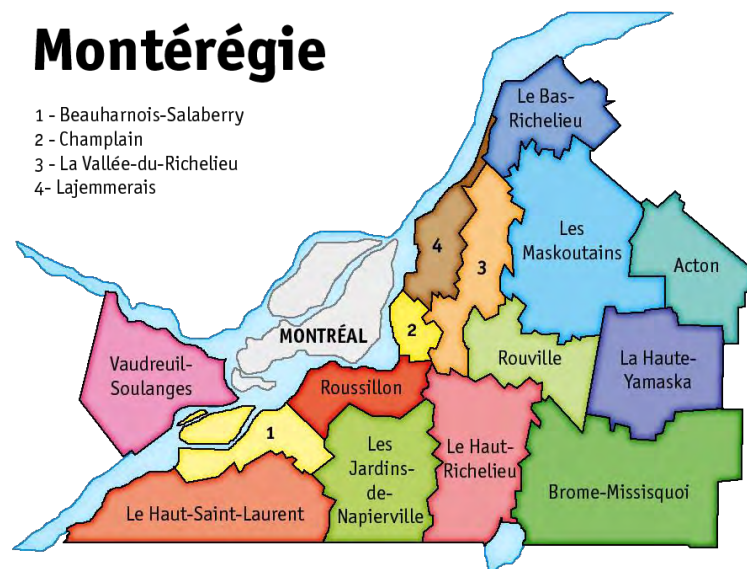 Montérégie
1 - Beauharnois-Salaberry
2 - Champlain
3 - La Vallée-du-Richelieu
4- Lajemmerais
Le Bas-
Richelieu
Les
Maskoutains
Acton
4
3
2
MONTRÉAL
Vaudreuil-
Soulanges
Roussillon
Rouville
La Haute-
Yamaska
1
Les
Jardins-
de-
Napierville
Le Haut-
Richelieu
Brome-Missisquoi
Le Haut-Saint-Laurent